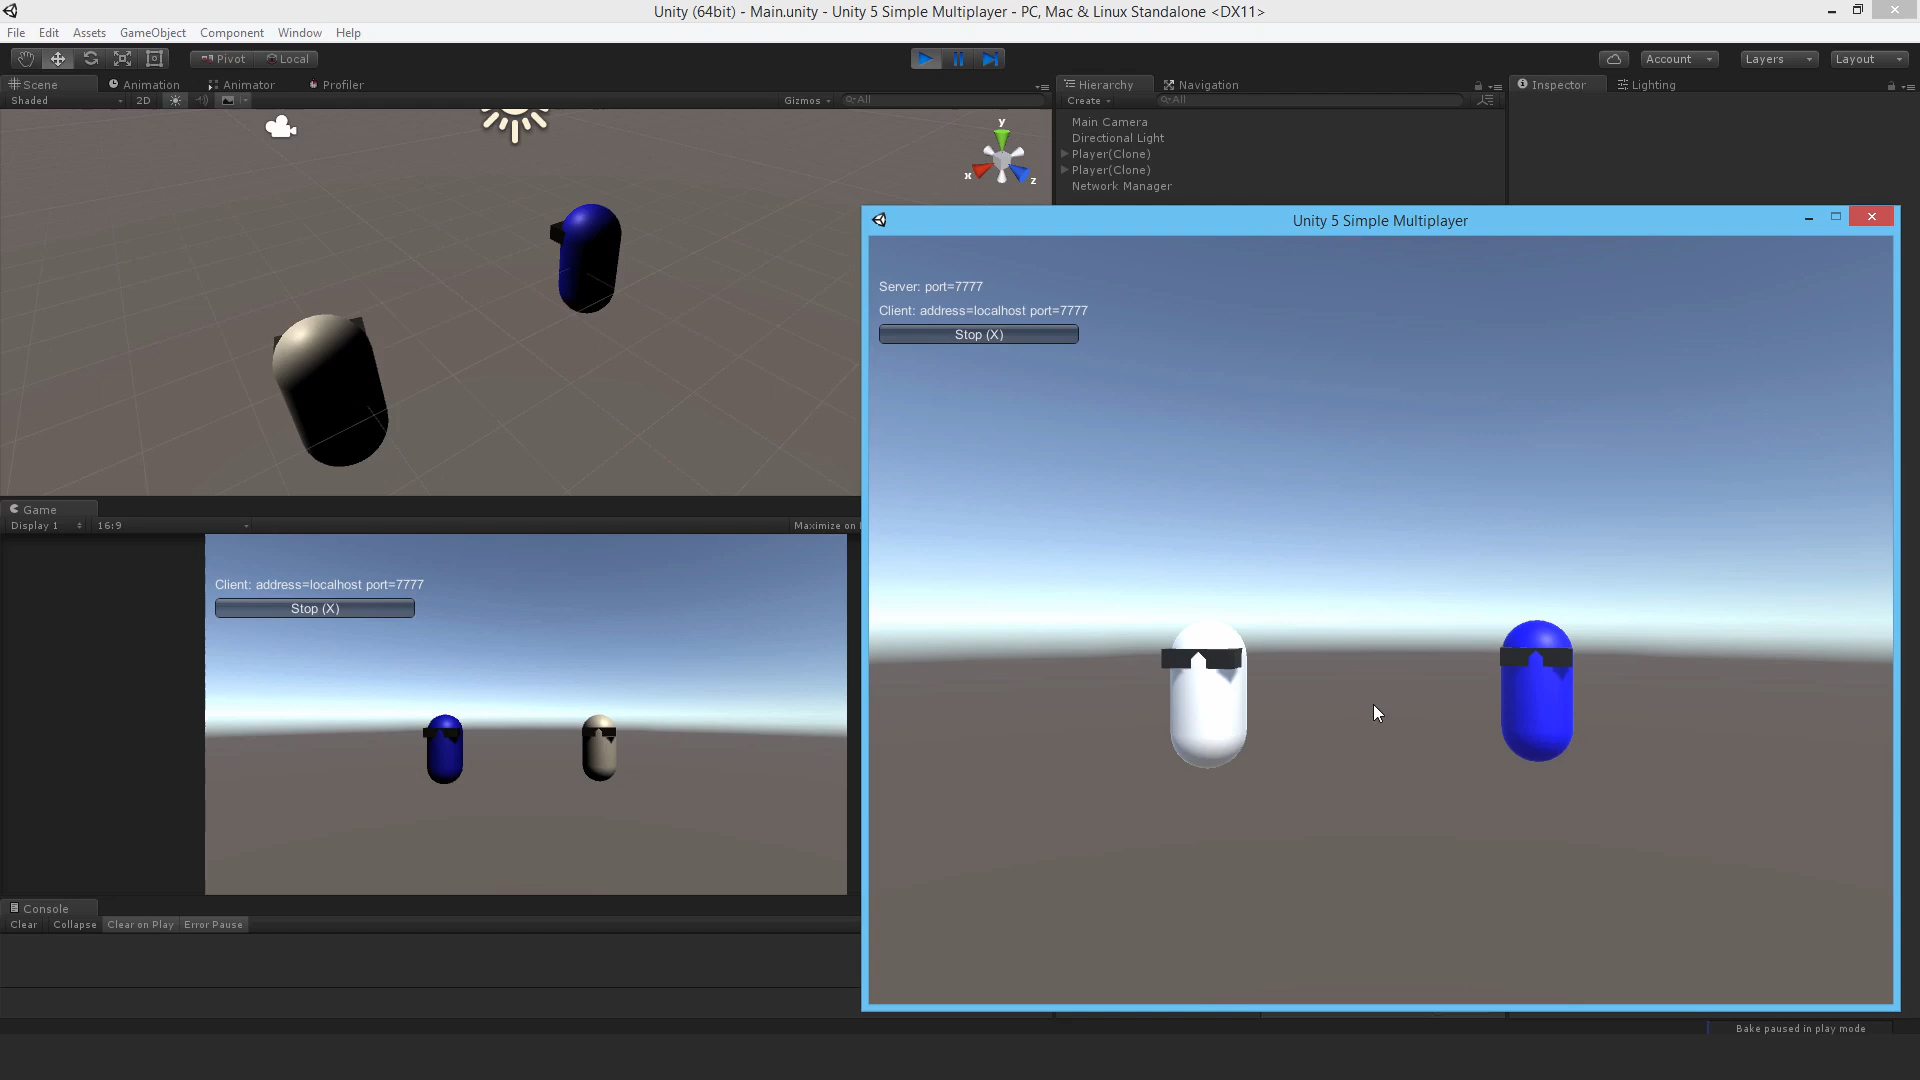 Unity (64bit) - Main.unity - Unity 5 Simple Multiplayer - PC, Mac & Linux Standalone <DX11>
File Edit Assets GameObject Component Window Help
Pivot Local Account Layers Layout
Scene Animation Animator Profiler
Shaded 2D Gizmos All
Hierarchy Navigation
Create All
Main Camera
Directional Light
Player(Clone)
Player(Clone)
Network Manager
Inspector Lighting
y
x
z
Unity 5 Simple Multiplayer
Server: port=7777
Client: address=localhost port=7777
Stop (X)
Game
Display 1 16:9 Maximize on
Client: address=localhost port=7777
Stop (X)
Console
Clear Collapse Clear on Play Error Pause
Bake paused in play mode